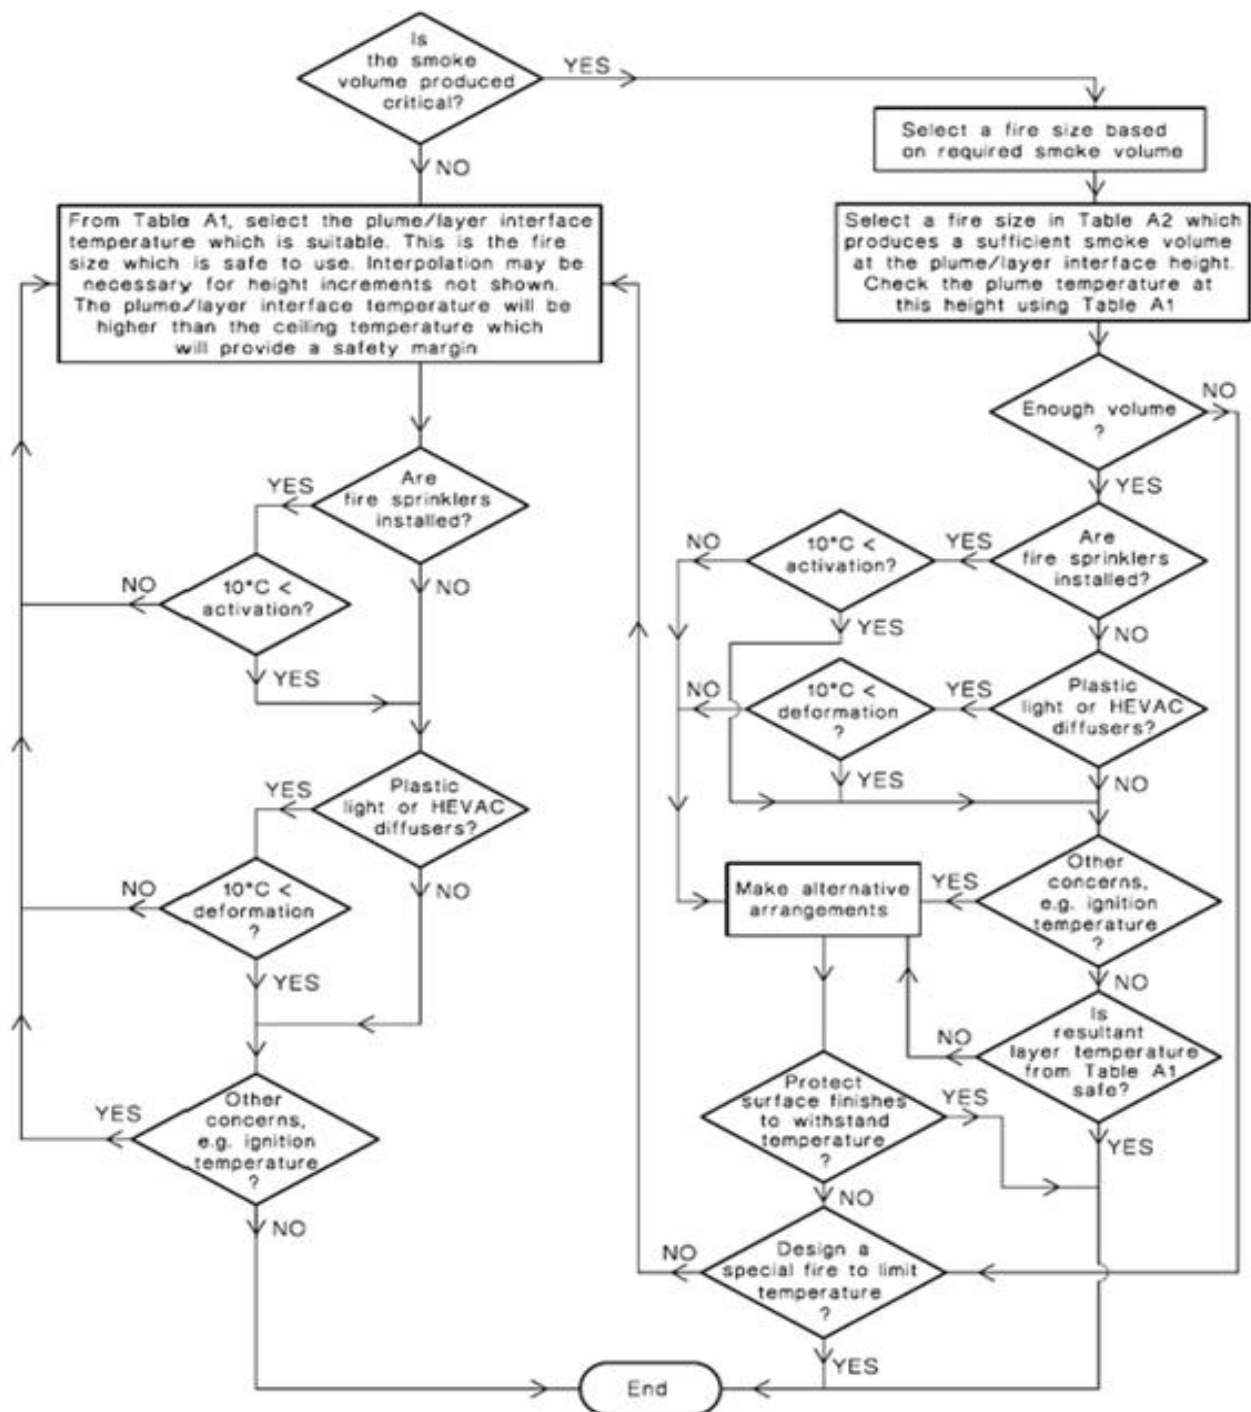 Is
the smoke
volume produced
critical?
YES
NO
Select a fire size based
on required smoke volume
From Table A1, select the plume/layer interface
temperature which is suitable. This is the fire
size which is safe to use. Interpolation may be
necessary for height increments not shown.
The plume/layer interface temperature will be
higher than the ceiling temperature which
will provide a safety margin
Select a fire size in Table A2 which
produces a sufficient smoke volume
at the plume/layer interface height.
Check the plume temperature at
this height using Table A1
Enough volume
?
NO
YES
Are
fire sprinklers
installed?
YES
NO
10°C <
activation?
NO
YES
Plastic
light or HEVAC
diffusers?
YES
NO
10°C <
deformation
?
NO
YES
Other
concerns,
e.g. ignition
temperature
?
YES
NO
Are
fire sprinklers
installed?
YES
NO
10°C <
activation?
NO
YES
Plastic
light or HEVAC
diffusers?
YES
NO
10°C <
deformation
?
NO
YES
Other
concerns,
e.g. ignition
temperature
?
YES
NO
Make alternative
arrangements
Is
resultant
layer temperature
from Table A1
safe?
NO
YES
Protect
surface finishes
to withstand
temperature
?
YES
NO
Design a
special fire to limit
temperature
?
NO
YES
End